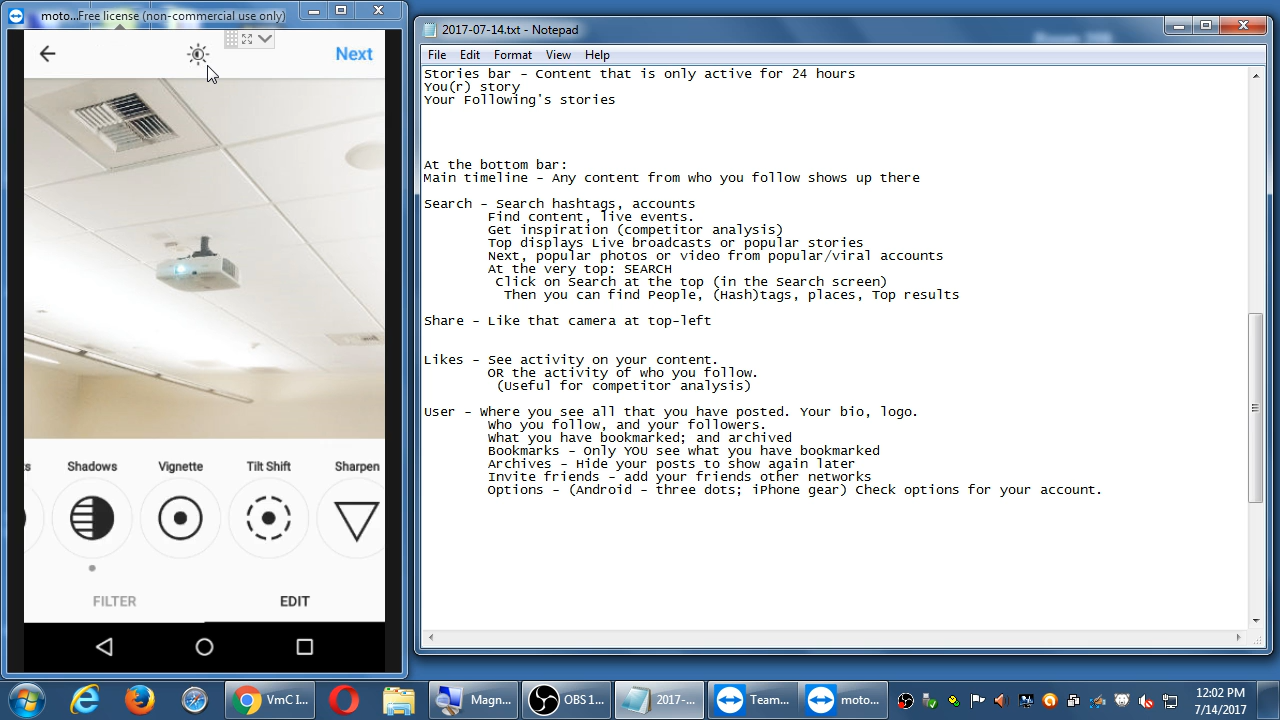 moto...Free license (non-commercial use only)
Next
s
Shadows
Vignette
Tilt Shift
Sharpen
FILTER
EDIT
2017-07-14.txt - Notepad
File
Edit
Format
View
Help
Stories bar - Content that is only active for 24 hours
You(r) story
Your Following's stories
At the bottom bar:
Main timeline - Any content from who you follow shows up there
Search - Search hashtags, accounts
Find content, live events.
Get inspiration (competitor analysis)
Top displays Live broadcasts or popular stories
Next, popular photos or video from popular/viral accounts
At the very top: SEARCH
Click on Search at the top (in the Search screen)
Then you can find People, (Hash)tags, places, Top results
Share - Like that camera at top-left
Likes - See activity on your content.
OR the activity of who you follow.
(Useful for competitor analysis)
User - Where you see all that you have posted. Your bio, logo.
Who you follow, and your followers.
What you have bookmarked; and archived
Bookmarks - Only YOU see what you have bookmarked
Archives - Hide your posts to show again later
Invite friends - add your friends other networks
Options - (Android - three dots; iPhone gear) Check options for your account.
VmC I...
Magn...
OBS 1...
2017-...
Team...
moto...
12:02 PM
7/14/2017